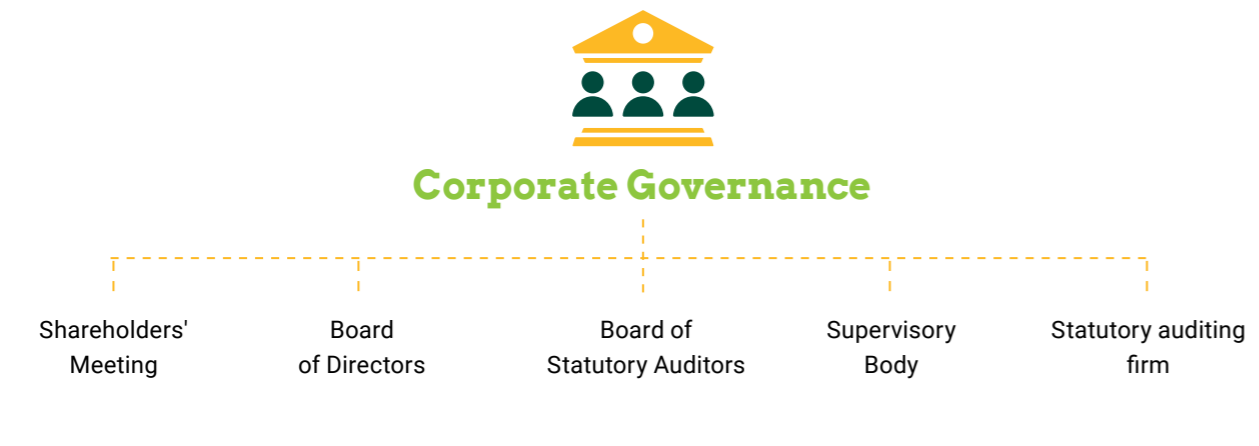 Corporate Governance
Shareholders'
Meeting
Board
of Directors
Board of
Statutory Auditors
Supervisory
Body
Statutory auditing
firm